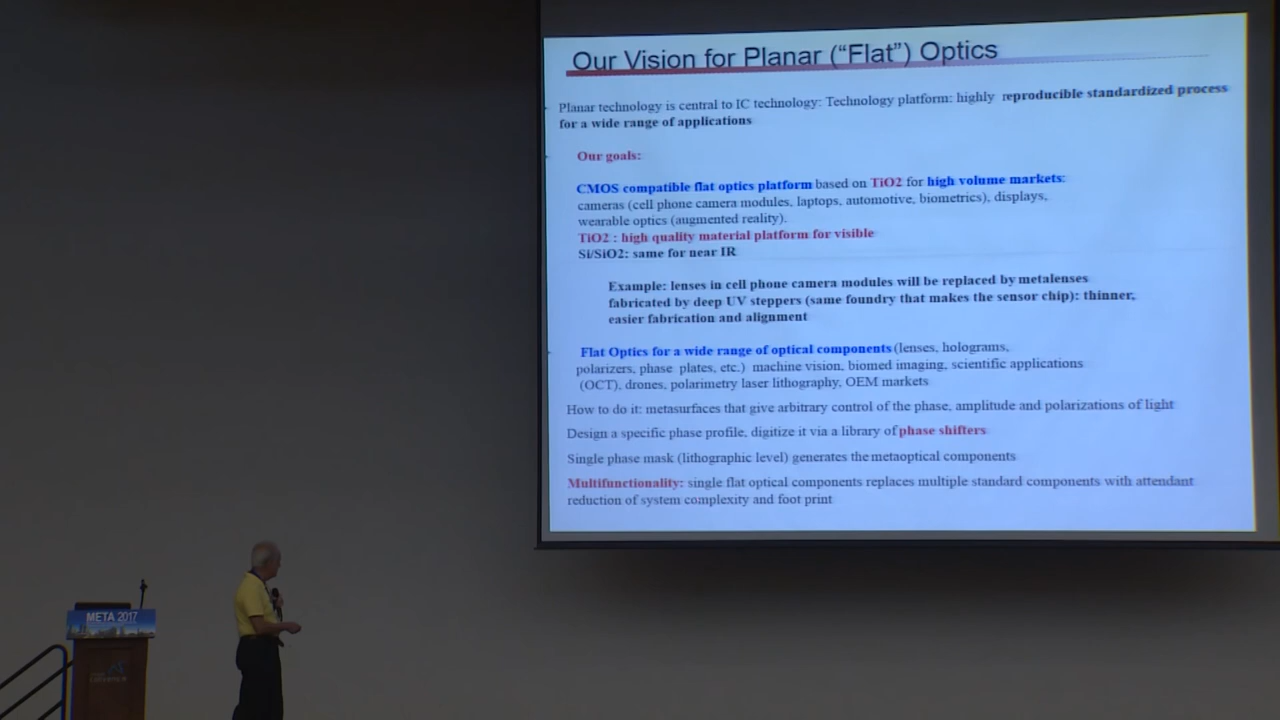 Our Vision for Planar (“Flat”) Optics
Planar technology is central to IC technology: Technology platform: highly reproducible standardized process
for a wide range of applications
Our goals:
CMOS compatible flat optics platform based on TiO2 for high volume markets:
cameras (cell phone camera modules, laptops, automotive, biometrics), displays,
wearable optics (augmented reality).
TiO2 : high quality material platform for visible
Si/SiO2: same for near IR
Example: lenses in cell phone camera modules will be replaced by metalenses
fabricated by deep UV steppers (same foundry that makes the sensor chip): thinner,
easier fabrication and alignment
Flat Optics for a wide range of optical components (lenses, holograms,
polarizers, phase plates, etc.) machine vision, biomed imaging, scientific applications
(OCT), drones, polarimetry laser lithography, OEM markets
How to do it: metasurfaces that give arbitrary control of the phase, amplitude and polarizations of light
Design a specific phase profile, digitize it via a library of phase shifters
Single phase mask (lithographic level) generates the metaoptical components
Multifunctionality: single flat optical components replaces multiple standard components with attendant
reduction of system complexity and foot print
META 2017